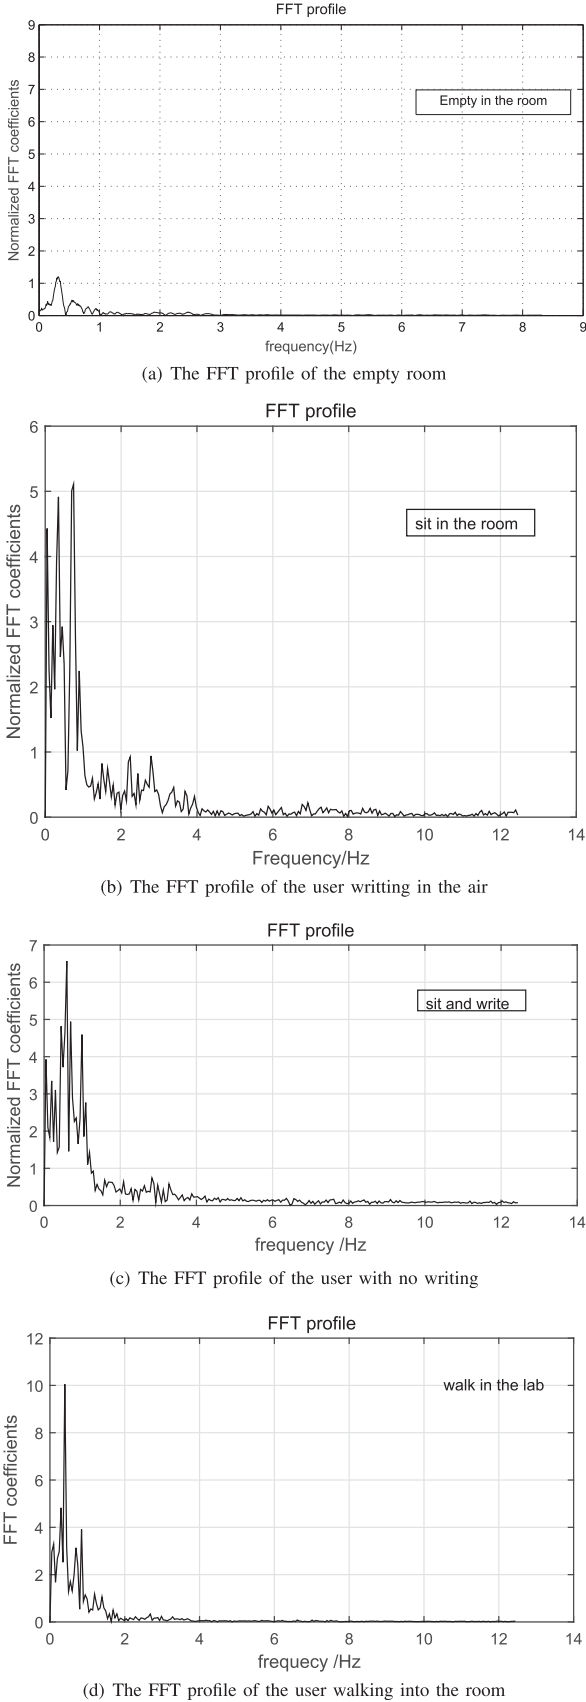 FFT profile
Normalized FFT coefficients
9
8
7
6
5
4
3
2
1
0
Empty in the room
0 1 2 3 4 5 6 7 8 9
frequency(Hz)
(a) The FFT profile of the empty room
FFT profile
Normalized FFT coefficients
6
5
4
3
2
1
0
sit in the room
0 2 4 6 8 10 12 14
Frequency/Hz
(b) The FFT profile of the user writting in the air
FFT profile
Normalized FFT coefficients
7
6
5
4
3
2
1
0
sit and write
0 2 4 6 8 10 12 14
frequency /Hz
(c) The FFT profile of the user with no writing
FFT profile
FFT coefficients
12
10
8
6
4
2
0
walk in the lab
0 2 4 6 8 10 12 14
frequecy /Hz
(d) The FFT profile of the user walking into the room